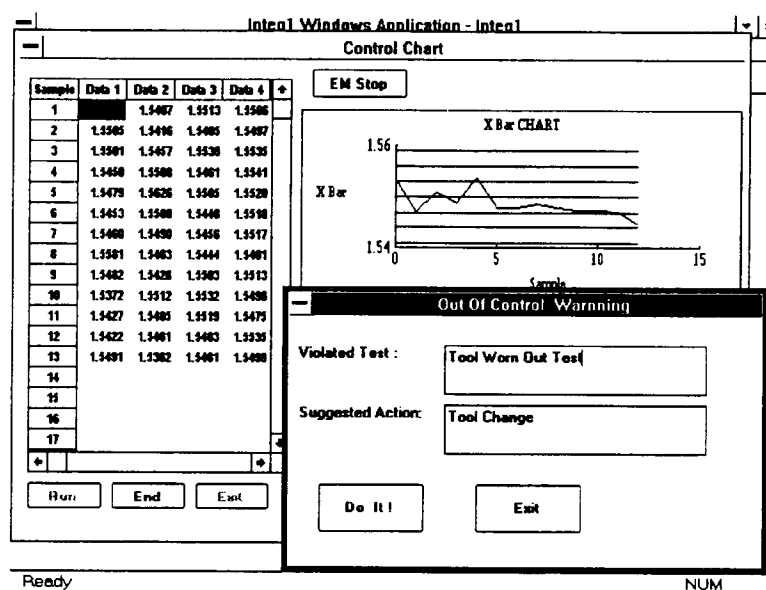 Integ1 Windows Application - Integ1
Control Chart
EM Stop
Sample Data 1 Data 2 Data 3 Data 4
1 1.5487 1.5513 1.5506
2 1.5505 1.5416 1.5485 1.5497
3 1.5501 1.5457 1.5538 1.5535
4 1.5450 1.5508 1.5461 1.5541
5 1.5479 1.5626 1.5505 1.5520
6 1.5453 1.5508 1.5446 1.5518
7 1.5460 1.5490 1.5456 1.5517
8 1.5581 1.5463 1.5444 1.5481
9 1.5482 1.5426 1.5503 1.5513
10 1.5372 1.5512 1.5532 1.5496
11 1.5427 1.5485 1.5519 1.5475
12 1.5422 1.5461 1.5483 1.5535
13 1.5491 1.5362 1.5461 1.5498
14
15
16
17
Run End Exit
X Bar CHART
1.56
X Bar
1.54
0 5 10 15
Sample
Out Of Control Warnning
Violated Test :
Tool Worn Out Test
Suggested Action:
Tool Change
Do It !
Exit
Ready
NUM